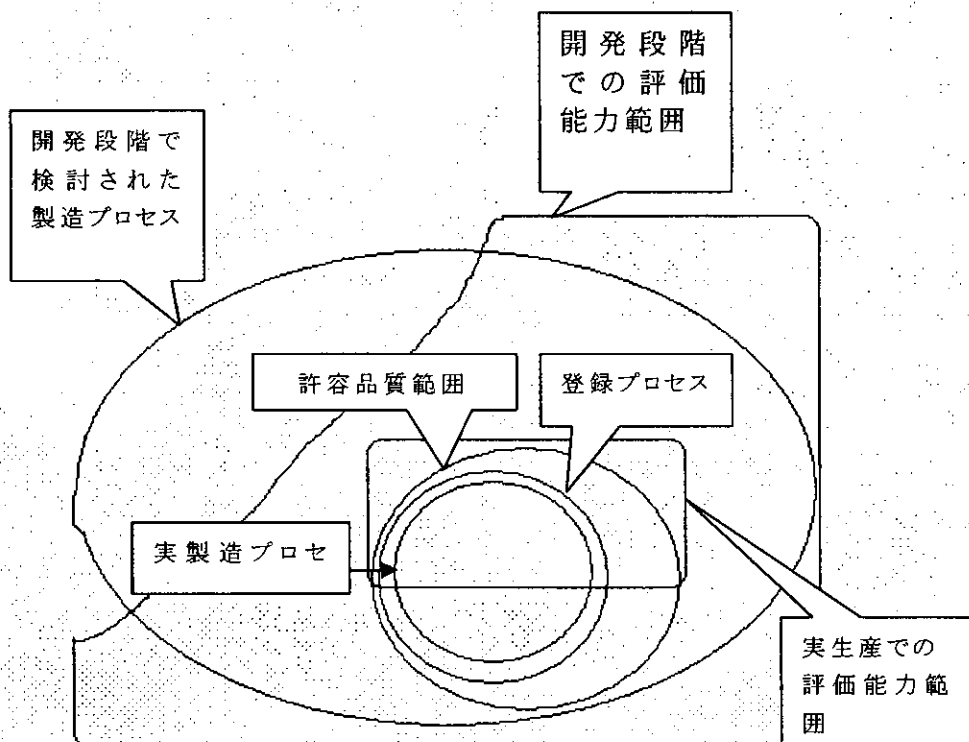 開発段階
での評価
能力範囲
開発段階で
検討された
製造プロセス
許容品質範囲
登録プロセス
実製造プロセ
実生産での
評価能力範
囲